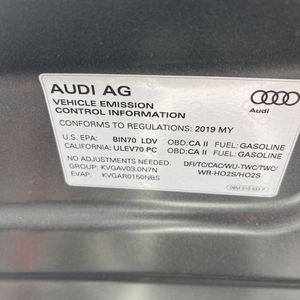 AUDI AG
Audi
VEHICLE EMISSION
CONTROL INFORMATION
CONFORMS TO REGULATIONS: 2019 MY
U.S. EPA: BIN70 LDV OBD:CA II FUEL: GASOLINE
CALIFORNIA: ULEV70 PC OBD:CA II FUEL: GASOLINE
NO ADJUSTMENTS NEEDED. DFI/TC/CAC/WU-TWC/TWC/
GROUP: KVGAV03.0N7N WR-HO2S/HO2S
EVAP: KVGAR0150NBS